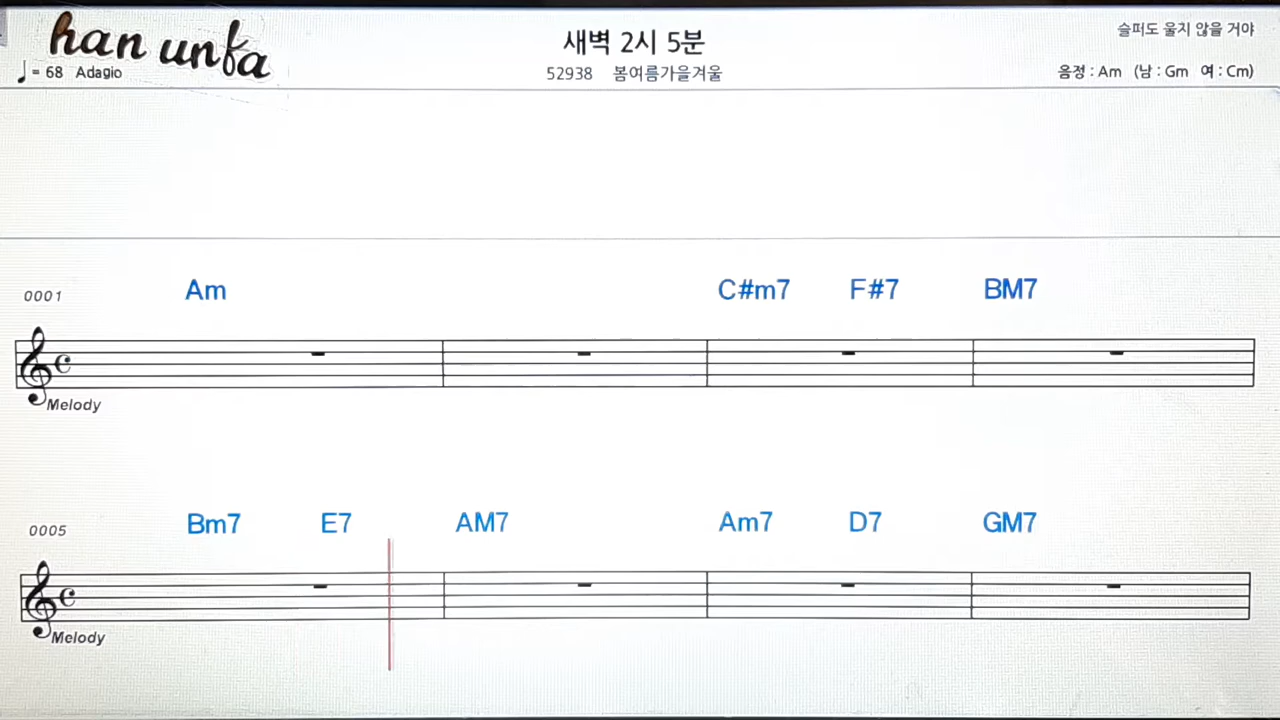 han unfa
새벽 2시 5분
슬퍼도 울지 않을 거야
♩= 68 Adagio
52938 봄여름가을겨울
음정 : Am (남 : Gm 여 : Cm)
0001 Am C#m7 F#7 BM7
Melody
0005 Bm7 E7 AM7 Am7 D7 GM7
Melody